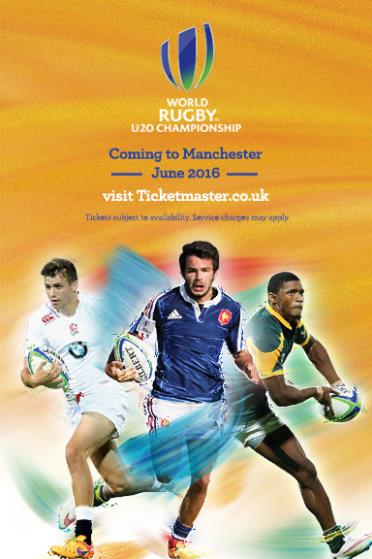 WORLD
RUGBY
U20 CHAMPIONSHIP
Coming to Manchester
June 2016
visit Ticketmaster.co.uk
Tickets subject to availability. Service charges may apply
GILBERT